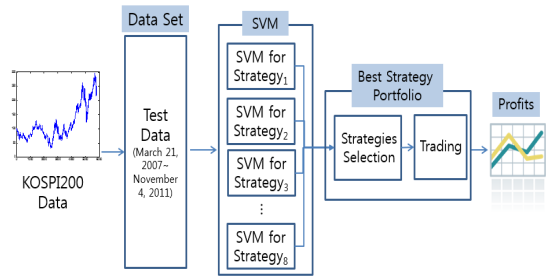 Data Set
SVM
SVM for
Strategy1
SVM for
Strategy2
SVM for
Strategy3
⋮
SVM for
Strategy8
Test
Data
(March 21,
2007~
November
4, 2011)
KOSPI200
Data
Best Strategy
Portfolio
Strategies
Selection
Trading
Profits